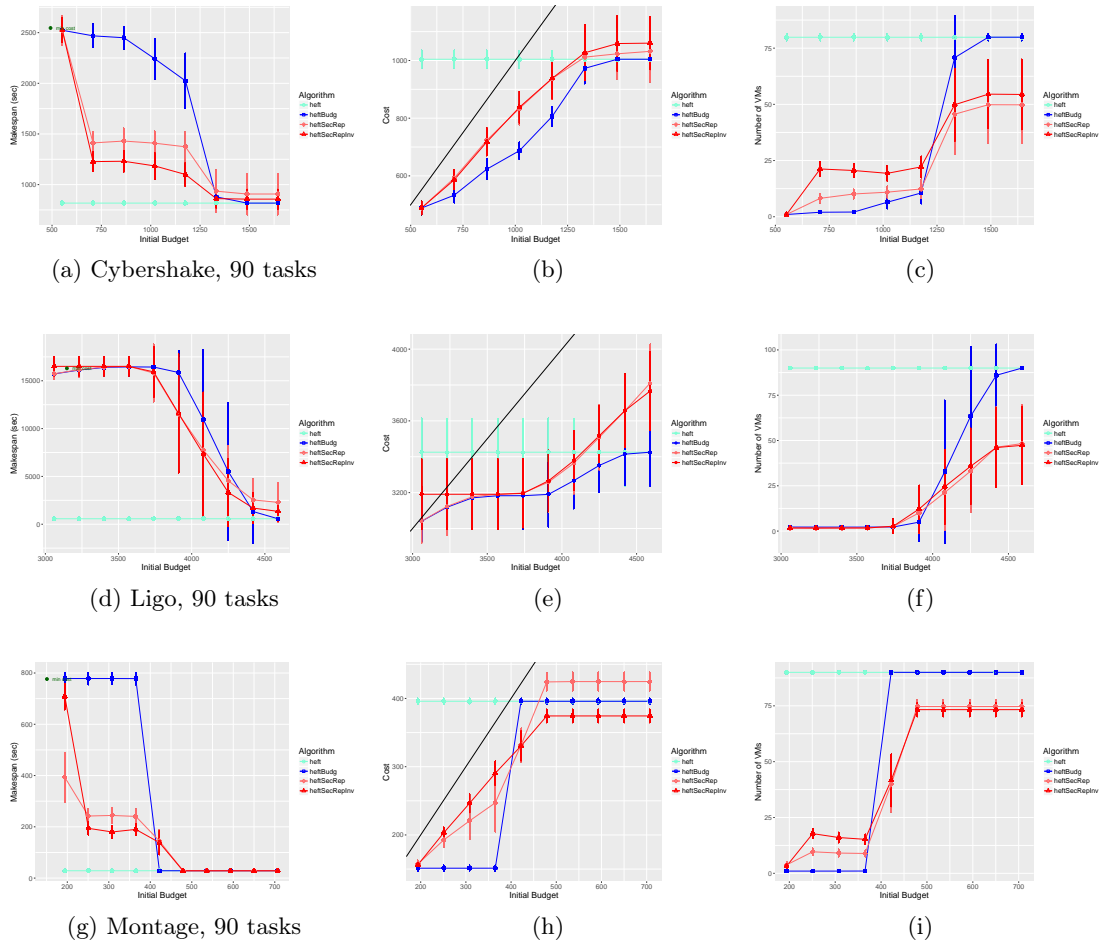 Makespan (sec)
2500
2000
1500
1000
500
750
1000
1250
1500
Initial Budget
Algorithm
heft
heftBudg
heftSecRep
heftSecRepInv
(a) Cybershake, 90 tasks
Cost
1000
800
600
500
750
1000
1250
1500
Initial Budget
Algorithm
heft
heftBudg
heftSecRep
heftSecRepInv
(b)
Number of VMs
75
50
25
0
500
750
1000
1250
1500
Initial Budget
Algorithm
heft
heftBudg
heftSecRep
heftSecRepInv
(c)
Makespan (sec)
15000
10000
5000
0
3000
3500
4000
4500
Initial Budget
Algorithm
heft
heftBudg
heftSecRep
heftSecRepInv
(d) Ligo, 90 tasks
Cost
4000
3600
3200
3000
3500
4000
4500
Initial Budget
Algorithm
heft
heftBudg
heftSecRep
heftSecRepInv
(e)
Number of VMs
100
75
50
25
0
3000
3500
4000
4500
Initial Budget
Algorithm
heft
heftBudg
heftSecRep
heftSecRepInv
(f)
Makespan (sec)
800
600
400
200
0
200
300
400
500
600
700
Initial Budget
Algorithm
heft
heftBudg
heftSecRep
heftSecRepInv
(g) Montage, 90 tasks
Cost
400
300
200
200
300
400
500
600
700
Initial Budget
Algorithm
heft
heftBudg
heftSecRep
heftSecRepInv
(h)
Number of VMs
75
50
25
0
200
300
400
500
600
700
Initial Budget
Algorithm
heft
heftBudg
heftSecRep
heftSecRepInv
(i)